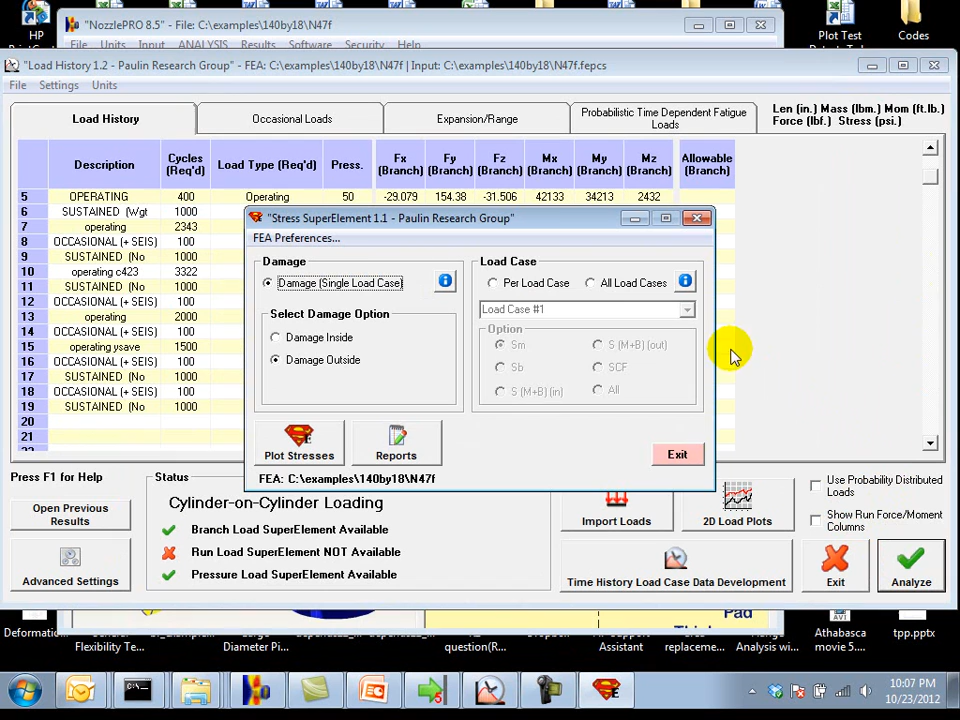 HP
"NozzlePRO 8.5" - File: C:\examples\140by18\N47f
Plot Test
Codes
File Units Input ANALYSIS Results Software Security Help
"Load History 1.2 - Paulin Research Group" - FEA: C:\examples\140by18\N47f | Input: C:\examples\140by18\N47f.fepcs
File Settings Units
Load History
Occasional Loads
Expansion/Range
Probabilistic Time Dependent Fatigue
Loads
Len (in.) Mass (lbm.) Mom (ft.lb.)
Force (lbf.) Stress (psi.)
Description
Cycles
(Req'd)
Load Type (Req'd)
Press.
Fx
(Branch)
Fy
(Branch)
Fz
(Branch)
Mx
(Branch)
My
(Branch)
Mz
(Branch)
Allowable
(Branch)
5 OPERATING 400 Operating 50 -29.079 154.38 -31.506 42133 34213 2432
6 SUSTAINED (Wgt 1000
7 operating 2343
8 OCCASIONAL (+ SEIS) 100
9 SUSTAINED (No 1000
10 operating c423 3322
11 SUSTAINED (No 1000
12 OCCASIONAL (+ SEIS) 100
13 operating 2000
14 OCCASIONAL (+ SEIS) 100
15 operating ysave 1500
16 OCCASIONAL (+ SEIS) 100
17 SUSTAINED (No 1000
18 OCCASIONAL (+ SEIS) 100
19 SUSTAINED (No 1000
20
21
"Stress SuperElement 1.1 - Paulin Research Group"
FEA Preferences...
Damage
Damage (Single Load Case)
Select Damage Option
Damage Inside
Damage Outside
Load Case
Per Load Case
All Load Cases
Load Case #1
Option
Sm
S (M+B) (out)
Sb
SCF
S (M+B) (in)
All
Plot Stresses
Reports
Exit
FEA: C:\examples\140by18\N47f
Press F1 for Help
Open Previous
Results
Advanced Settings
Status
Cylinder-on-Cylinder Loading
Branch Load SuperElement Available
Run Load SuperElement NOT Available
Pressure Load SuperElement Available
Import Loads
2D Load Plots
Use Probability Distributed
Loads
Show Run Force/Moment
Columns
Time History Load Case Data Development
Exit
Analyze
Pad
Flexibility Te...
Diameter Pi...
question(R...
Assistant
replaceme...
Analysis wi...
Athabasca
movie 5....
tpp.pptx
10:07 PM
10/23/2012